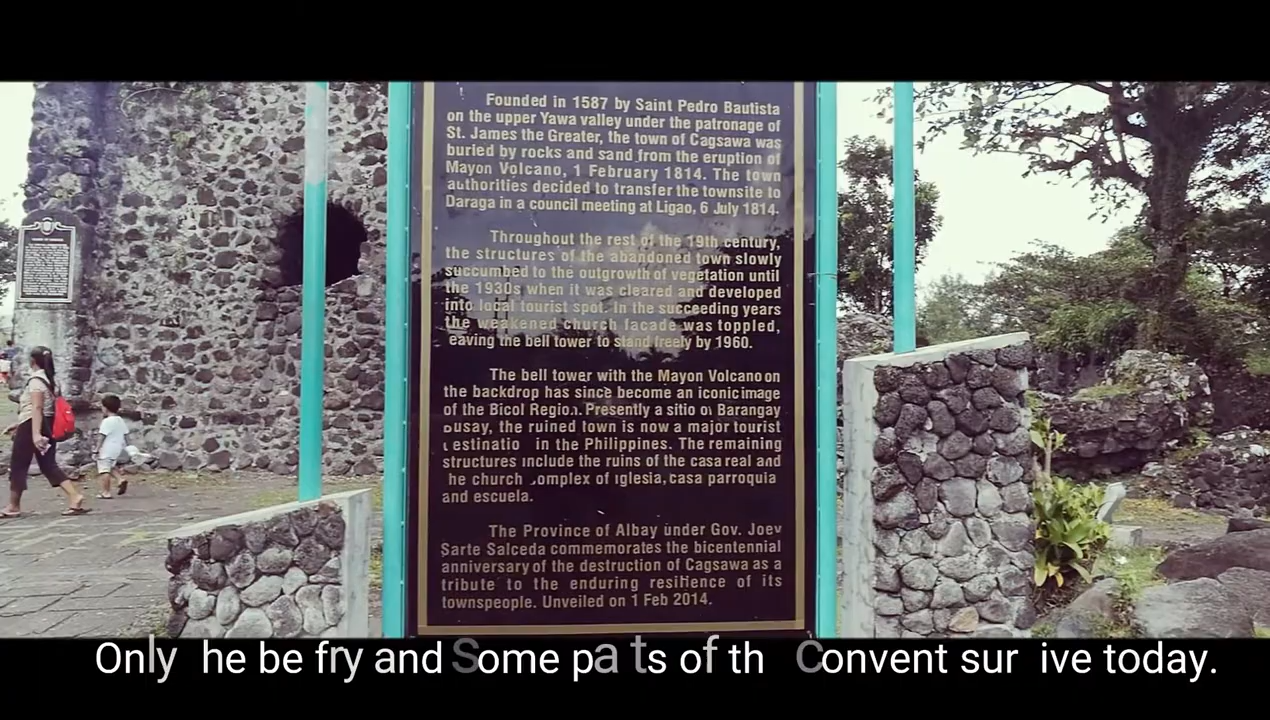 Founded in 1587 by Saint Pedro Bautista
on the upper Yawa valley under the patronage of
St. James the Greater, the town of Cagsawa was
buried by rocks and sand from the eruption of
Mayon Volcano, 1 February 1814. The town
authorities decided to transfer the townsite to
Daraga in a council meeting at Ligao, 6 July 1814.
Throughout the rest of the 19th century,
the structures of the abandoned town slowly
succumbed to the outgrowth of vegetation until
the 1930s when it was cleared and developed
into local tourist spot. In the succeeding years
the weakened church facade was toppled,
eaving the bell tower to stand freely by 1960.
The bell tower with the Mayon Volcano on
the backdrop has since become an iconic image
of the Bicol Region. Presently a sitio of Barangay
Busay, the ruined town is now a major tourist
estinatio in the Philippines. The remaining
structures include the ruins of the casa real and
he church omplex of iglesia, casa parroquia
and escuela.
The Province of Albay under Gov. Joey
Sarte Salceda commemorates the bicentennial
anniversary of the destruction of Cagsawa as a
tribute to the enduring resilience of its
townspeople. Unveiled on 1 Feb 2014.
Only he be fry and Some pa ts of th Convent sur ive today.